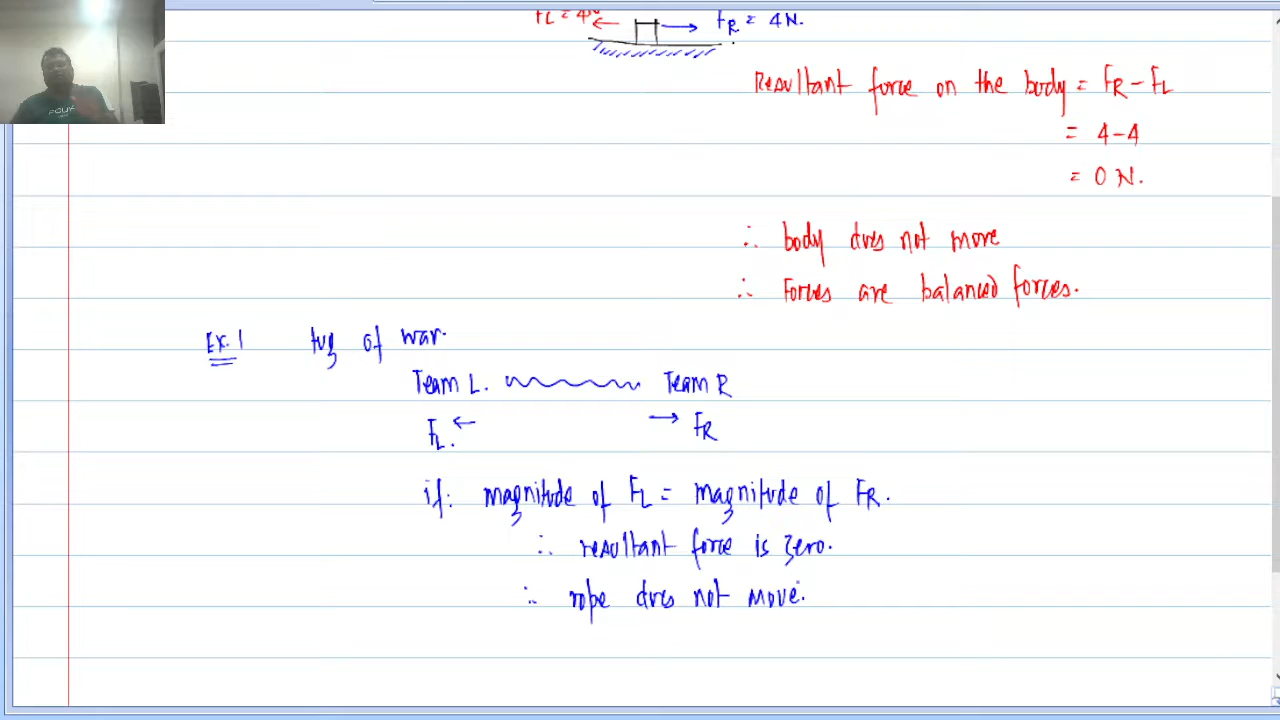 FL = 4N
FR = 4N.
Resultant force on the body = FR - FL
= 4-4
= 0 N.
∴ body does not move
∴ Forces are balanced forces.
Ex. 1 tug of war.
Team L. Team R
FL. FR
if: magnitude of FL = magnitude of FR.
∴ resultant force is zero.
∴ rope does not move.